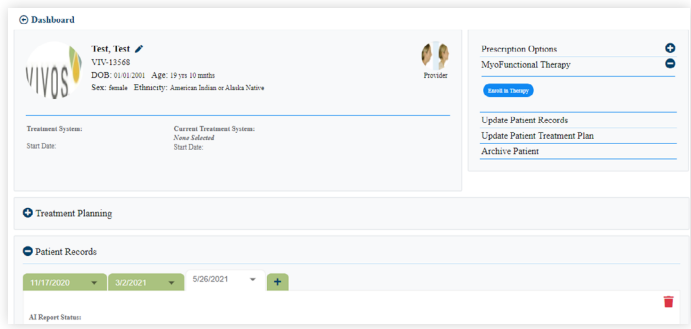 Dashboard
Test, Test
VIV-13568
DOB: 01/01/2001 Age: 19 yrs 10 mnths
Sex: female Ethnicity: American Indian or Alaska Native
VIVOS
Provider
Treatment System:
Start Date:
Current Treatment System:
None Selected
Start Date:
Prescription Options
MyoFunctional Therapy
Enroll in Therapy
Update Patient Records
Update Patient Treatment Plan
Archive Patient
Treatment Planning
Patient Records
11/17/2020
3/2/2021
5/26/2021
+
AI Report Status: